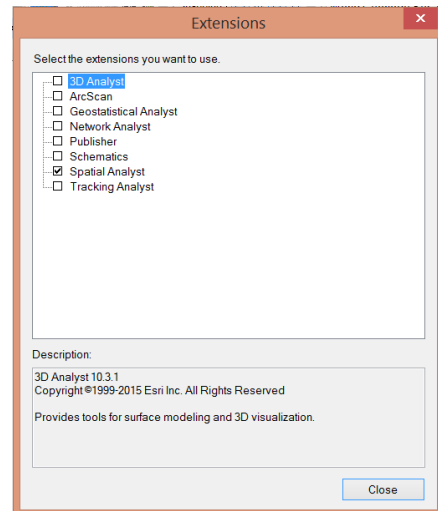 Extensions
Select the extensions you want to use.
3D Analyst
ArcScan
Geostatistical Analyst
Network Analyst
Publisher
Schematics
Spatial Analyst
Tracking Analyst
Description:
3D Analyst 10.3.1
Copyright ©1999-2015 Esri Inc. All Rights Reserved
Provides tools for surface modeling and 3D visualization.
Close